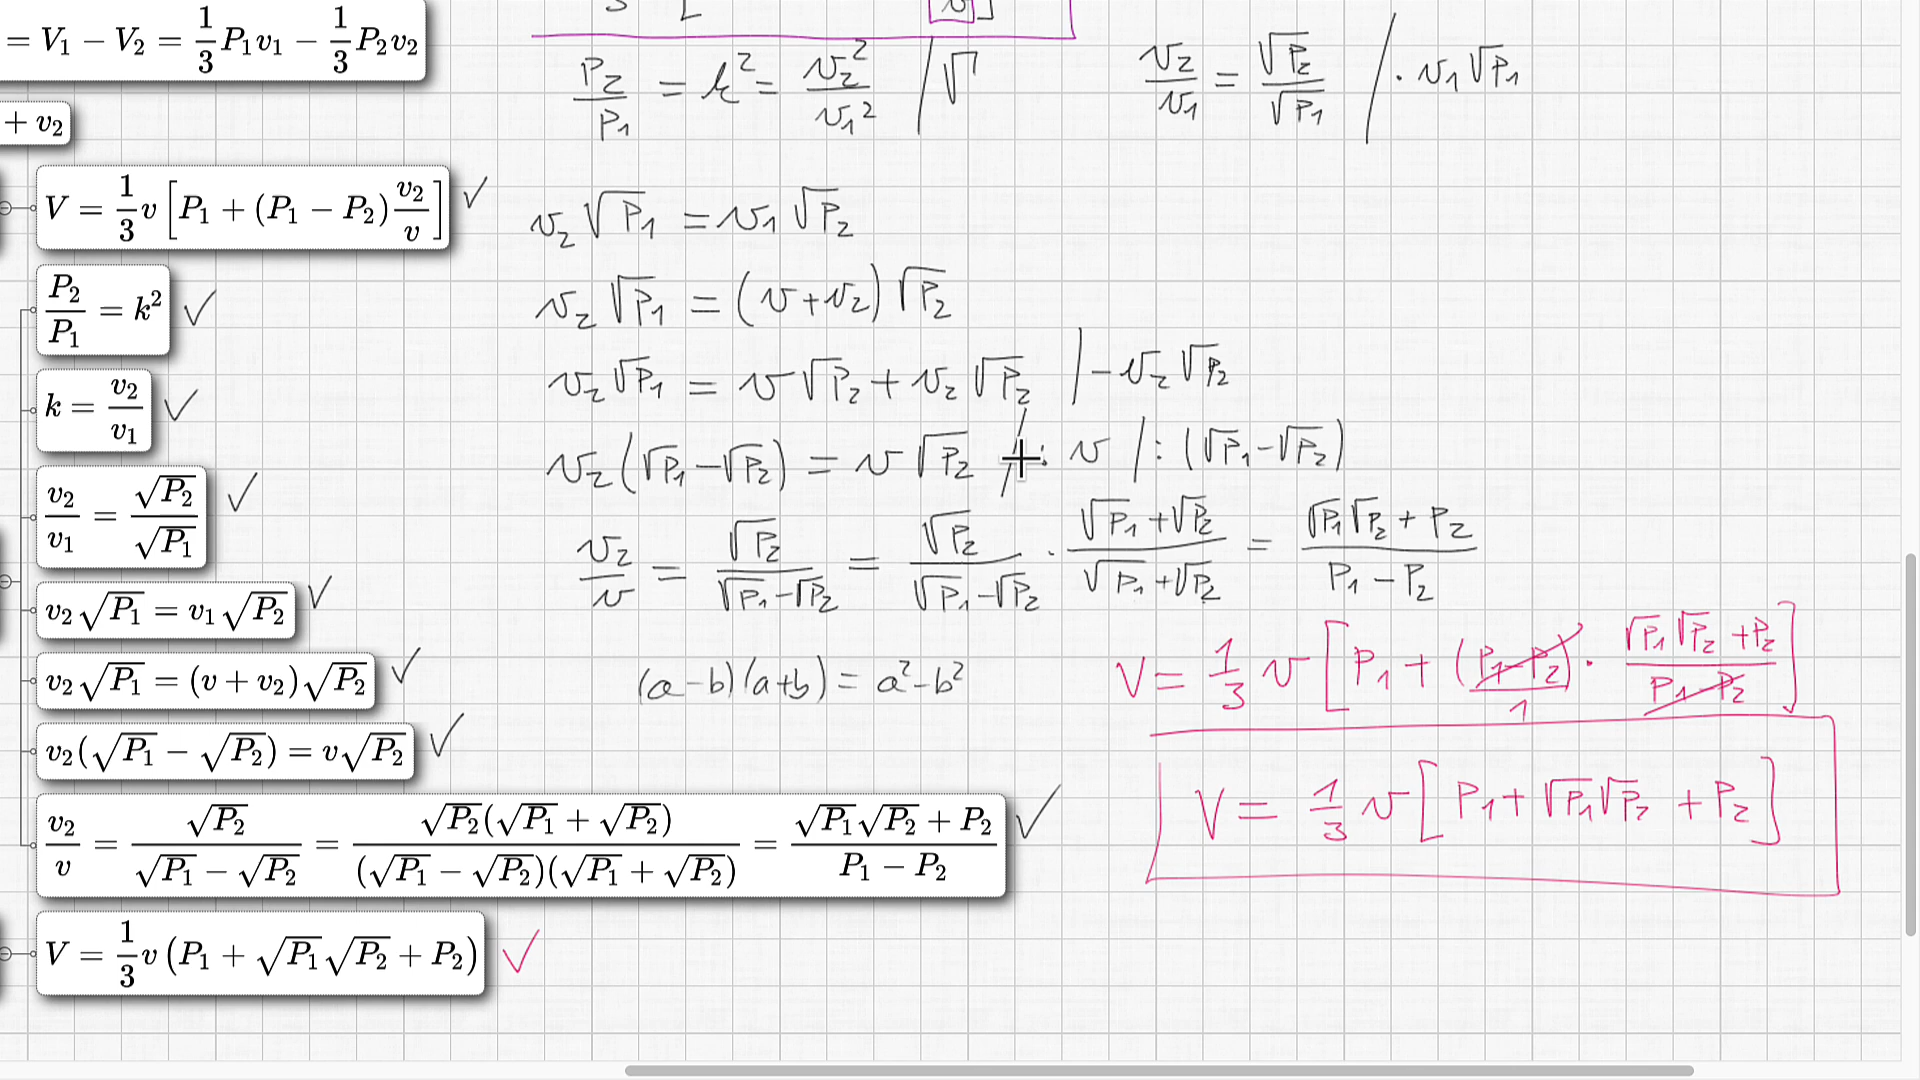 = V₁ − V₂ = 1/3 P₁v₁ − 1/3 P₂v₂
+ v₂
V = 1/3 v [P₁ + (P₁ − P₂) v₂/v] ✓
P₂/P₁ = k² ✓
k = v₂/v₁ ✓
v₂/v₁ = √P₂/√P₁ ✓
v₂√P₁ = v₁√P₂ ✓
v₂√P₁ = (v + v₂)√P₂ ✓
v₂(√P₁ − √P₂) = v√P₂ ✓
v₂/v = √P₂/(√P₁ − √P₂) = √P₂(√P₁ + √P₂)/((√P₁ − √P₂)(√P₁ + √P₂)) = (√P₁√P₂ + P₂)/(P₁ − P₂) ✓
V = 1/3 v (P₁ + √P₁√P₂ + P₂) ✓
P₂/P₁ = k² = v₂²/v₁² /√
v₂/v₁ = √P₂/√P₁ / · v₁√P₁
v₂√P₁ = v₁√P₂
v₂√P₁ = (v+v₂)√P₂
v₂√P₁ = v√P₂ + v₂√P₂ / −v₂√P₂
v₂(√P₁−√P₂) = v√P₂ / : v / : (√P₁−√P₂)
v₂/v = √P₂/(√P₁−√P₂) = √P₂/(√P₁−√P₂) · (√P₁+√P₂)/(√P₁+√P₂) = (√P₁√P₂ + P₂)/(P₁ − P₂)
(a−b)(a+b) = a²−b²
V = 1/3 v [P₁ + (P₁−P₂)/1 · (√P₁√P₂ + P₂)/(P₁−P₂)]
V = 1/3 v [P₁ + √P₁√P₂ + P₂]